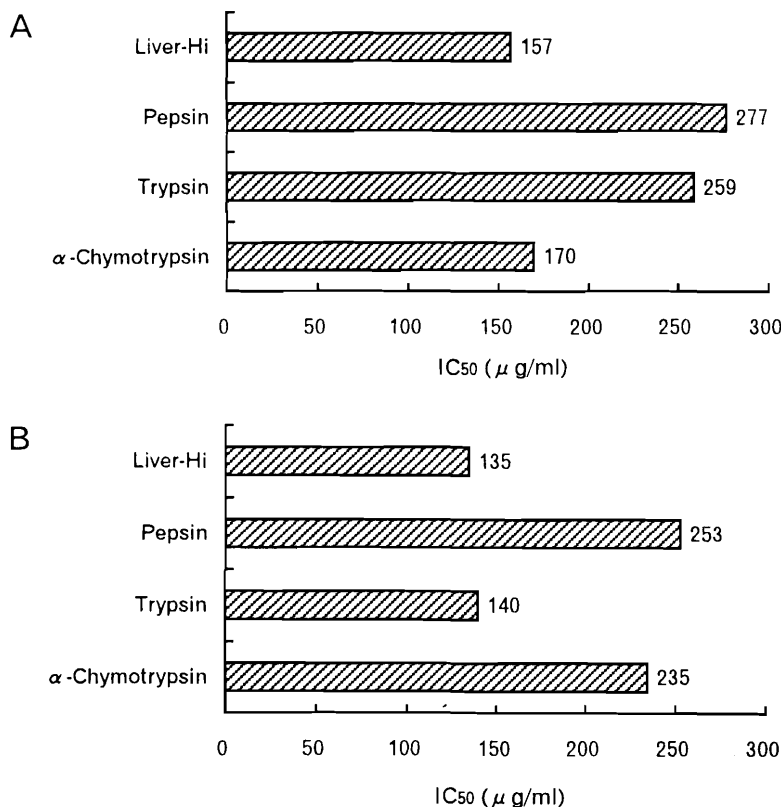 A
Liver-Hi 157
Pepsin 277
Trypsin 259
α-Chymotrypsin 170
0 50 100 150 200 250 300
IC50 (μ g/ml)
B
Liver-Hi 135
Pepsin 253
Trypsin 140
α-Chymotrypsin 235
0 50 100 150 200 250 300
IC50 (μ g/ml)